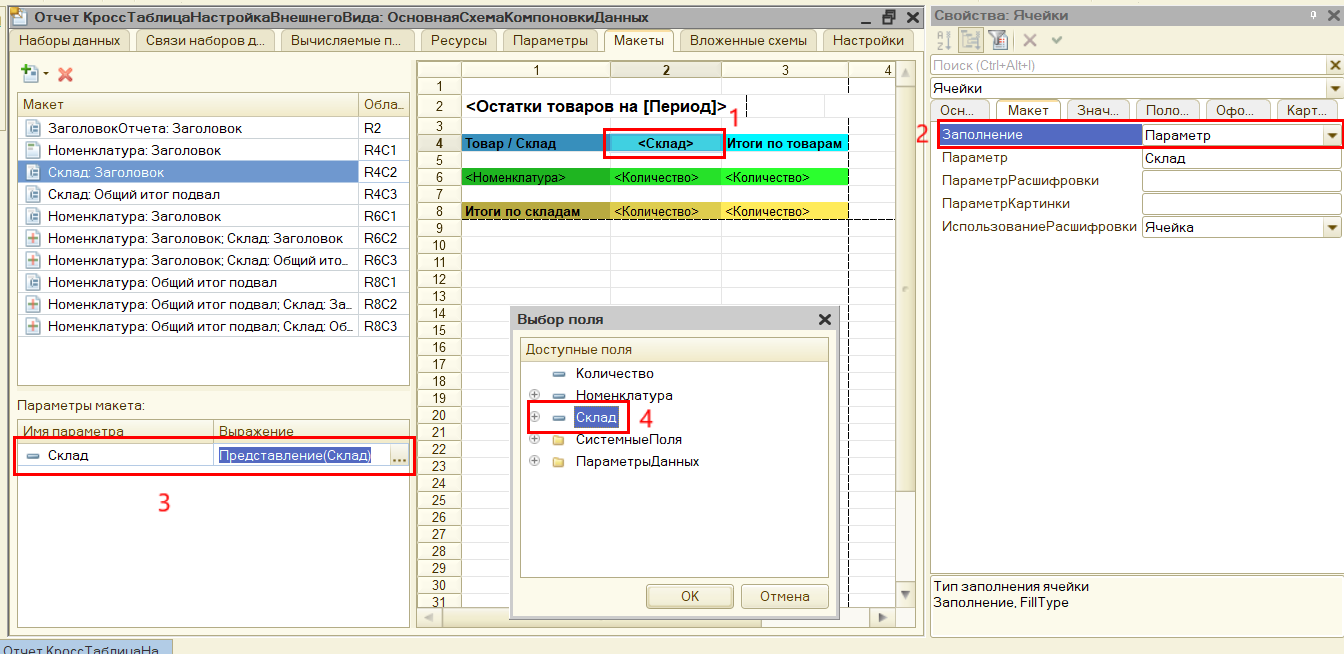 Отчет КроссТаблицаНастройкаВнешнегоВида: ОсновнаяСхемаКомпоновкиДанных
Наборы данных Связи наборов д... Вычисляемые п... Ресурсы Параметры Макеты Вложенные схемы Настройки
Макет Обла...
ЗаголовокОтчета: Заголовок R2
Номенклатура: Заголовок R4C1
Склад: Заголовок R4C2
Склад: Общий итог подвал R4C3
Номенклатура: Заголовок R6C1
Номенклатура: Заголовок; Склад: Заголовок R6C2
Номенклатура: Заголовок; Склад: Общий ито... R6C3
Номенклатура: Общий итог подвал R8C1
Номенклатура: Общий итог подвал; Склад: За... R8C2
Номенклатура: Общий итог подвал; Склад: Об... R8C3
Параметры макета:
Имя параметра Выражение
Склад Представление(Склад) ...
3
1 2 3 4
1
2 <Остатки товаров на [Период]>
1
3
4 Товар / Склад <Склад> Итоги по товарам
5
6 <Номенклатура> <Количество> <Количество>
7
8 Итоги по складам <Количество> <Количество>
9
10
11
12
13
14
15
16
17
18
19
20
21
22
23
24
25
26
27
28
29
30
31
Выбор поля
Доступные поля
Количество
Номенклатура
Склад 4
СистемныеПоля
ПараметрыДанных
OK Отмена
Свойства: Ячейки
Поиск (Ctrl+Alt+I)
Ячейки
Осн... Макет Знач... Поло... Офо... Карт...
2 Заполнение Параметр
Параметр Склад
ПараметрРасшифровки
ПараметрКартинки
ИспользованиеРасшифровки Ячейка
Тип заполнения ячейки
Заполнение, FillType
Отчет КроссТаблицаНа...